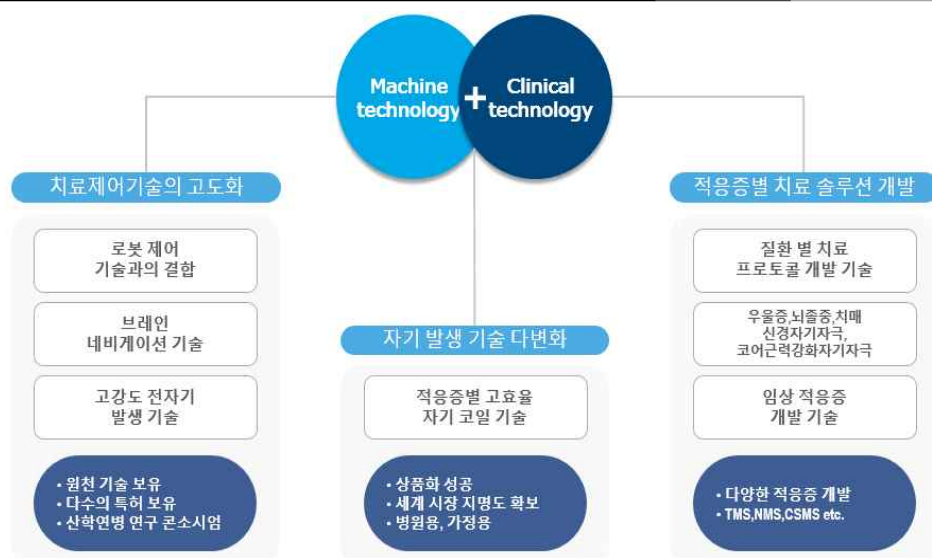 Machine
technology
+
Clinical
technology
치료제어기술의 고도화
로봇 제어
기술과의 결합
브레인
네비게이션 기술
고강도 전자기
발생 기술
• 원천 기술 보유
• 다수의 특허 보유
• 산학연병 연구 콘소시엄
자기 발생 기술 다변화
적응증별 고효율
자기 코일 기술
• 상품화 성공
• 세계 시장 지명도 확보
• 병원용, 가정용
적응증별 치료 솔루션 개발
질환 별 치료
프로토콜 개발 기술
우울증,뇌졸중,치매
신경자기자극,
코어근력강화자기자극
임상 적응증
개발 기술
• 다양한 적응증 개발
• TMS,NMS,CSMS etc.